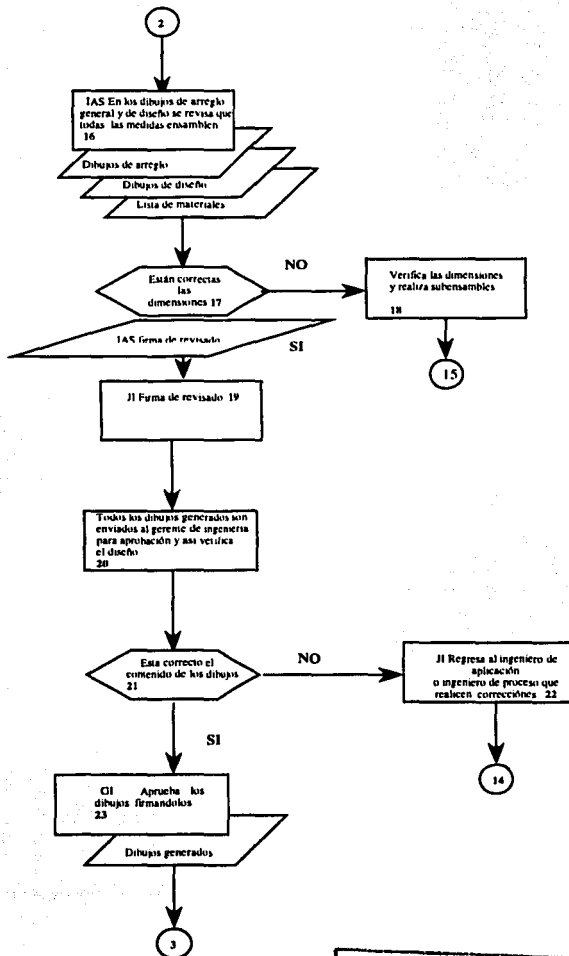 2
IAS En los dibujos de arreglo
general y de diseño se revisa que
todas las medidas ensamblen
16
Dibujos de arreglo
Dibujos de diseño
Lista de materiales
Están correctas
las
dimensiones 17
NO
Verifica las dimensiones
y realiza subensambles
18
15
IAS firma de revisado
SI
JI Firma de revisado 19
Todos los dibujos generados son
enviados al gerente de ingenieria
para aprobación y asi verifica
el diseño
20
Esta correcto el
contenido de los dibujos
21
NO
JI Regresa al ingeniero de
aplicación
o ingeniero de proceso que
realicen correcciónes 22
14
SI
GI Aprueba los
dibujos firmandolos
23
Dibujos generados
3